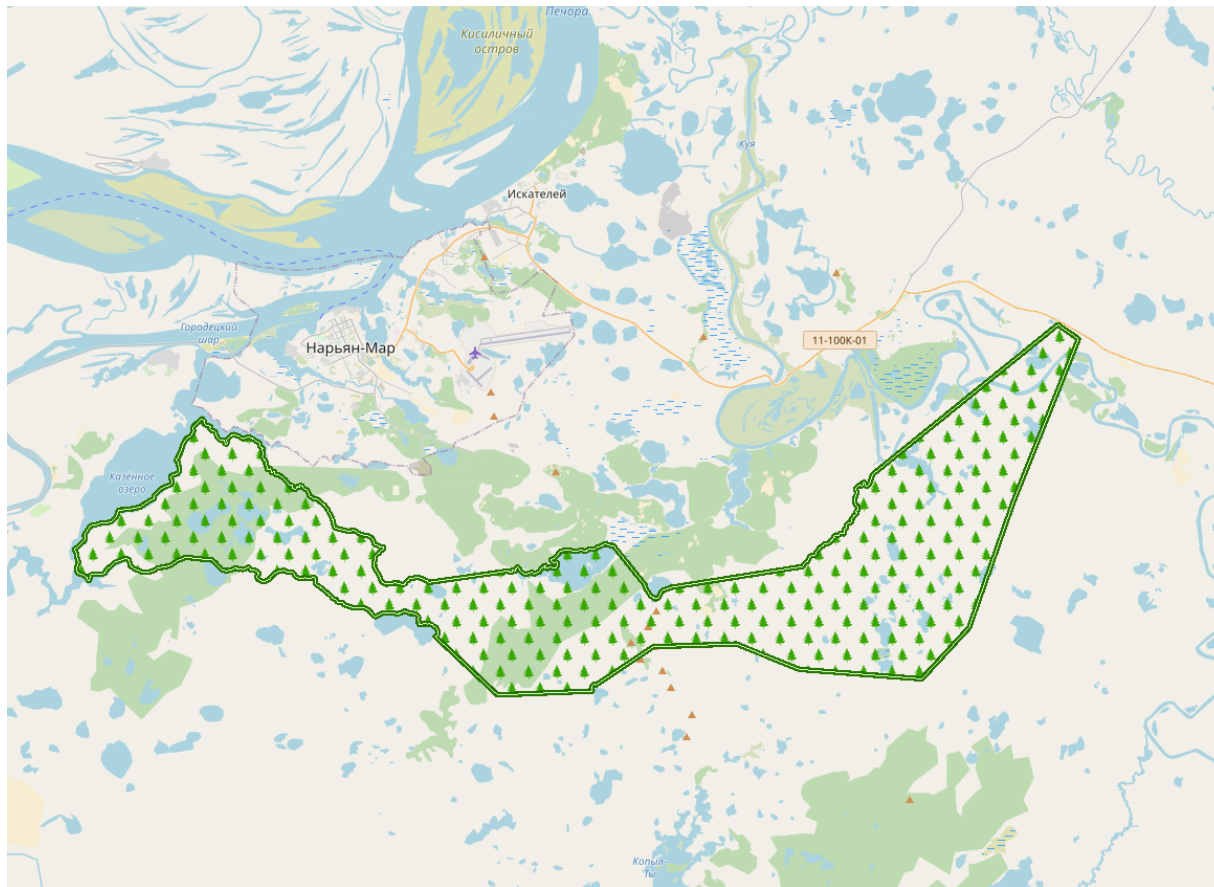 Печора
Кисиличный
остров
Куя
Искателей
Городецкий
шар
Нарьян-Мар
11-100К-01
Казённое
озеро
Копыл-
Ты